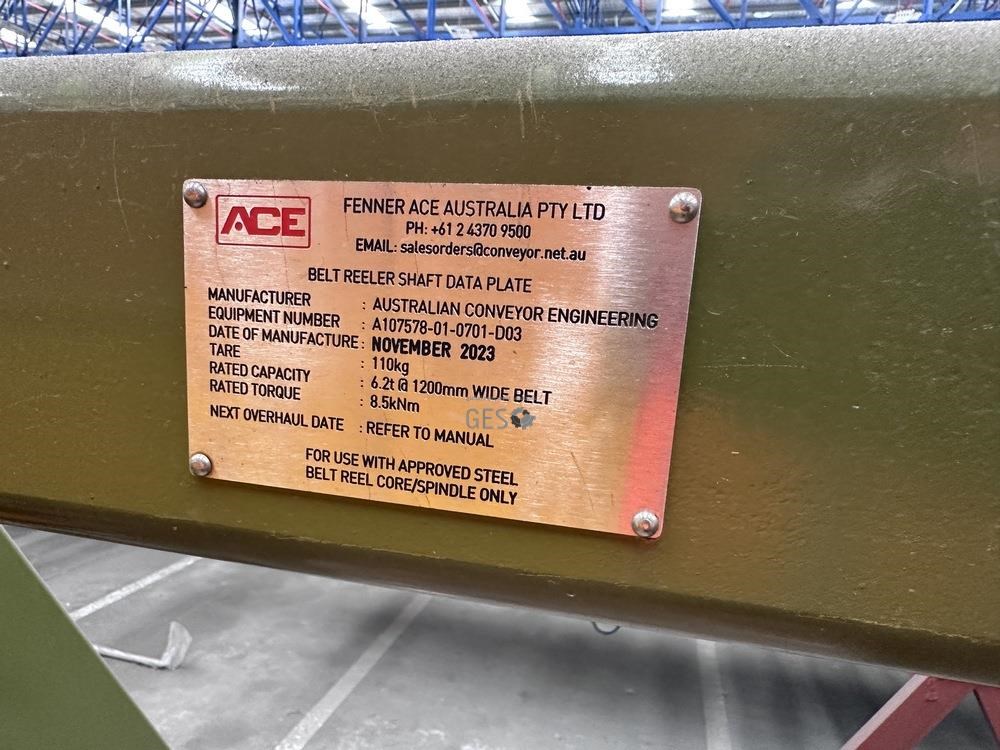 ACE
FENNER ACE AUSTRALIA PTY LTD
PH: +61 2 4370 9500
EMAIL: salesorders@conveyor.net.au
BELT REELER SHAFT DATA PLATE
MANUFACTURER : AUSTRALIAN CONVEYOR ENGINEERING
EQUIPMENT NUMBER : A107578-01-0701-D03
DATE OF MANUFACTURE : NOVEMBER 2023
TARE : 110kg
RATED CAPACITY : 6.2t @ 1200mm WIDE BELT
RATED TORQUE : 8.5kNm
GES
NEXT OVERHAUL DATE : REFER TO MANUAL
FOR USE WITH APPROVED STEEL
BELT REEL CORE/SPINDLE ONLY